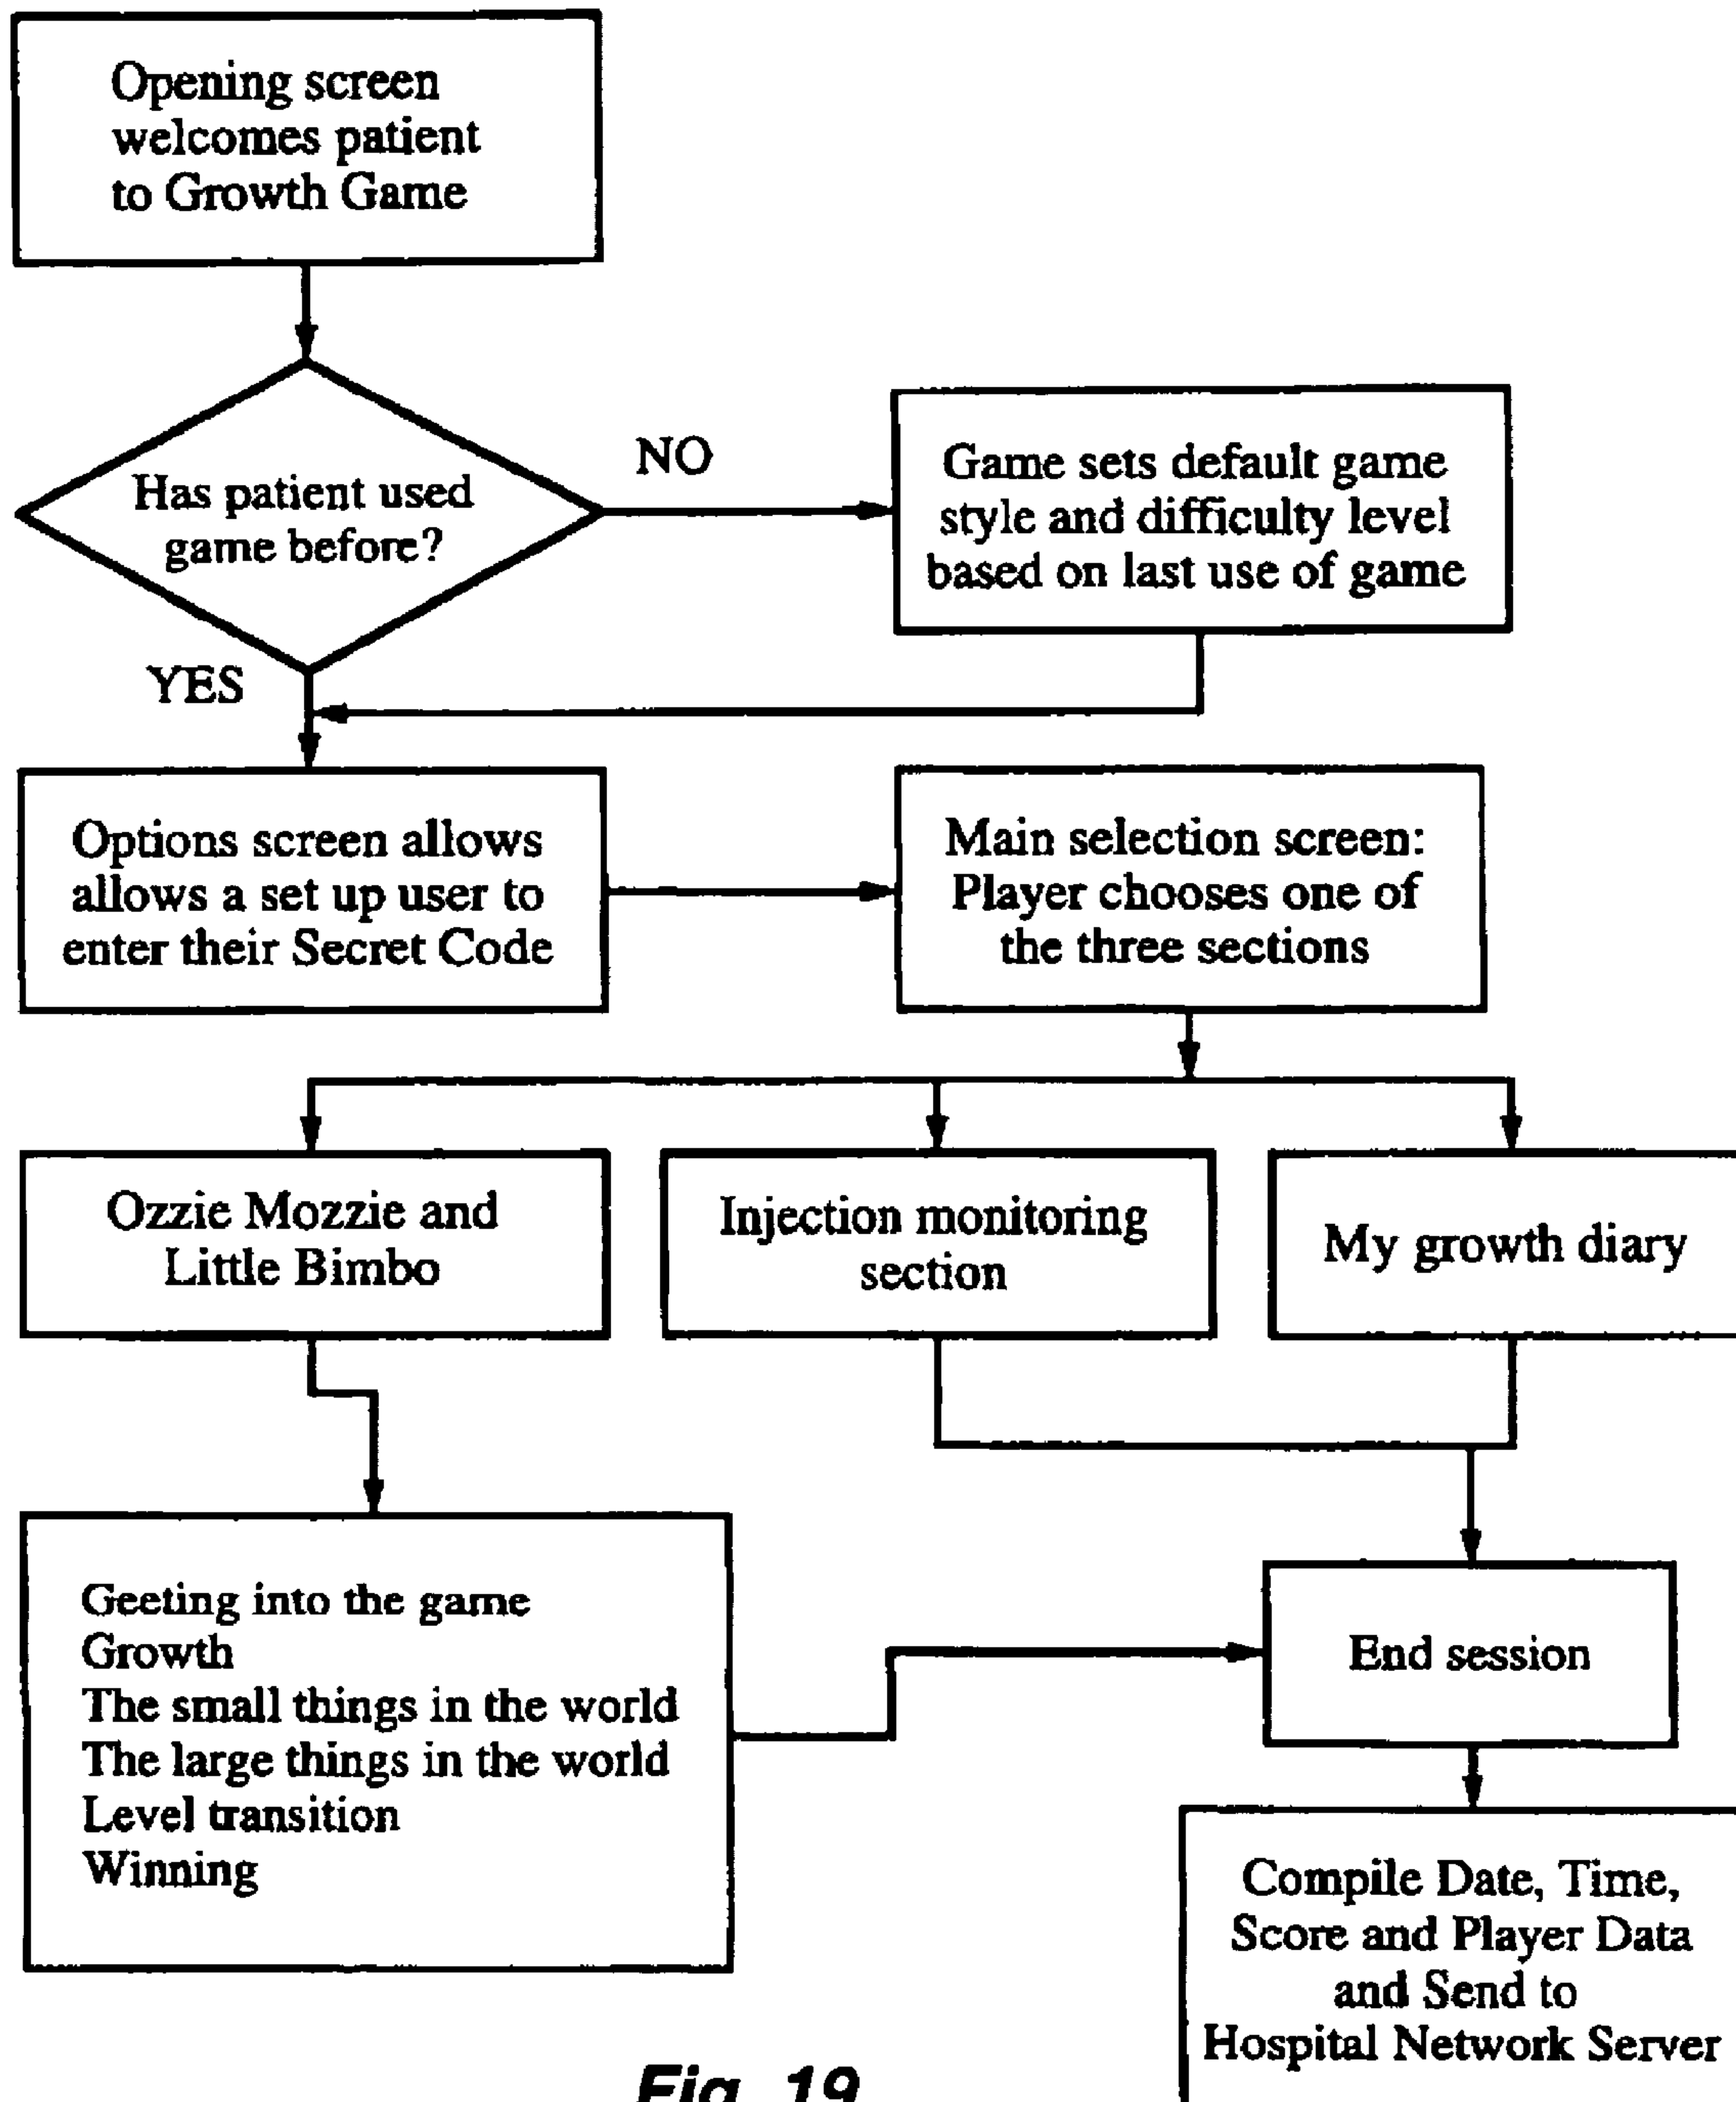 Opening screen
welcomes patient
to Growth Game
Has patient used
game before?
NO
Game sets default game
style and difficulty level
based on last use of game
YES
Options screen allows
allows a set up user to
enter their Secret Code
Main selection screen:
Player chooses one of
the three sections
Ozzie Mozzie and
Little Bimbo
Injection monitoring
section
My growth diary
Geeting into the game
Growth
The small things in the world
The large things in the world
Level transition
Winning
End session
Compile Date, Time,
Score and Player Data
and Send to
Hospital Network Server
Fig. 19